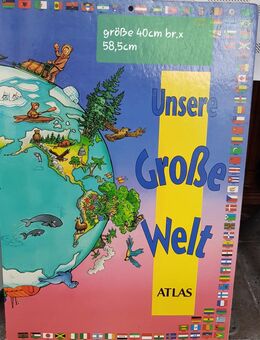 größe 40cm br.x
58,5cm
Unsere
Große
Welt
ATLAS